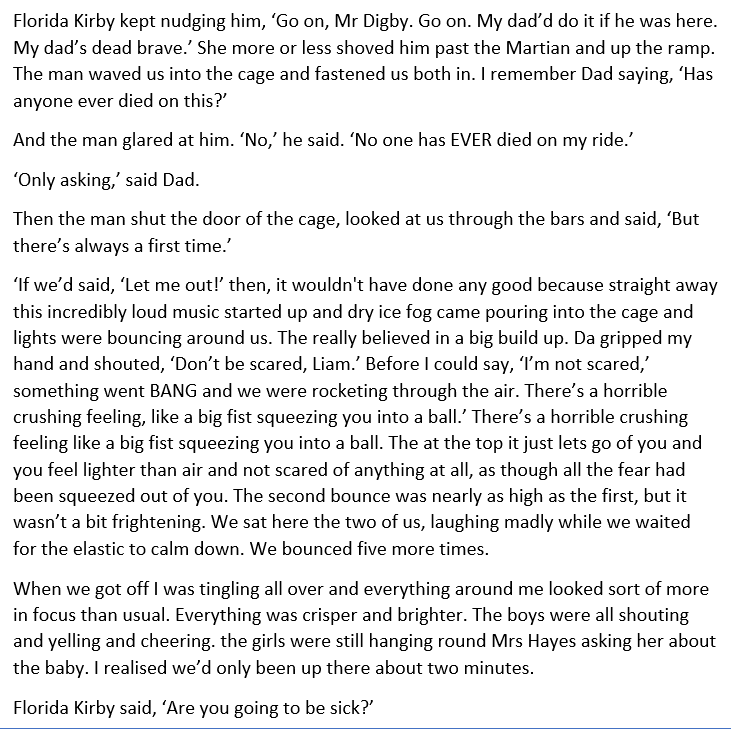 Florida Kirby kept nudging him, ‘Go on, Mr Digby. Go on. My dad’d do it if he was here.
My dad’s dead brave.’ She more or less shoved him past the Martian and up the ramp.
The man waved us into the cage and fastened us both in. I remember Dad saying, ‘Has
anyone ever died on this?’
And the man glared at him. ‘No,’ he said. ‘No one has EVER died on my ride.’
‘Only asking,’ said Dad.
Then the man shut the door of the cage, looked at us through the bars and said, ‘But
there’s always a first time.’
‘If we’d said, ‘Let me out!’ then, it wouldn't have done any good because straight away
this incredibly loud music started up and dry ice fog came pouring into the cage and
lights were bouncing around us. The really believed in a big build up. Da gripped my
hand and shouted, ‘Don’t be scared, Liam.’ Before I could say, ‘I’m not scared,’
something went BANG and we were rocketing through the air. There’s a horrible
crushing feeling, like a big fist squeezing you into a ball.’ There’s a horrible crushing
feeling like a big fist squeezing you into a ball. The at the top it just lets go of you and
you feel lighter than air and not scared of anything at all, as though all the fear had
been squeezed out of you. The second bounce was nearly as high as the first, but it
wasn’t a bit frightening. We sat here the two of us, laughing madly while we waited
for the elastic to calm down. We bounced five more times.
When we got off I was tingling all over and everything around me looked sort of more
in focus than usual. Everything was crisper and brighter. The boys were all shouting
and yelling and cheering. the girls were still hanging round Mrs Hayes asking her about
the baby. I realised we’d only been up there about two minutes.
Florida Kirby said, ‘Are you going to be sick?’